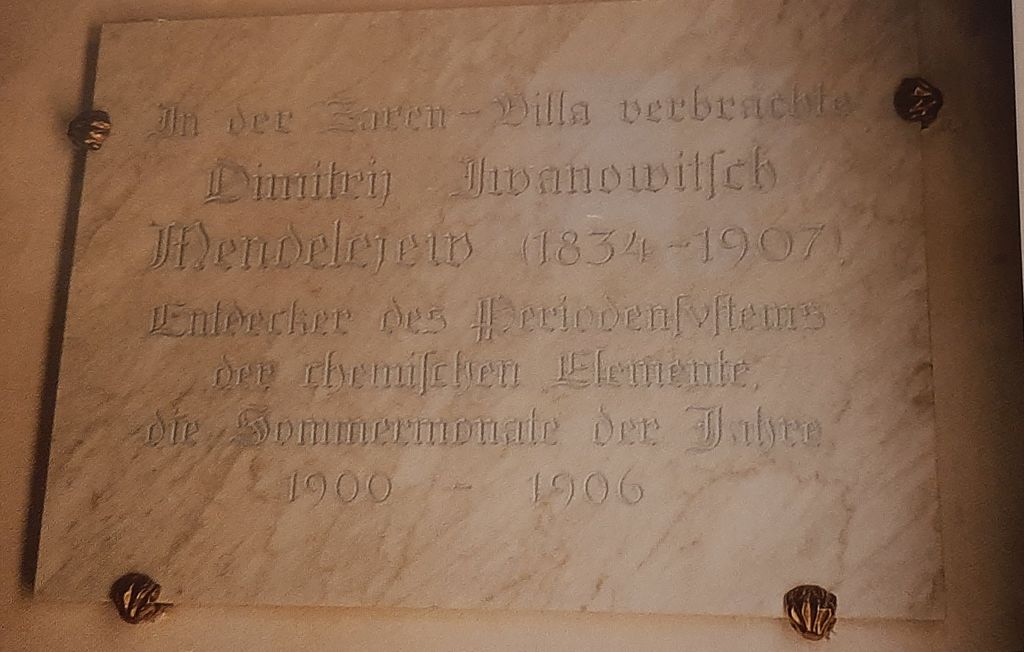 In der Zaren-Villa verbrachte
Dimitrij Iwanowitsch
Mendelejew (1834-1907),
Entdecker des Periodensystems
der chemischen Elemente,
die Sommermonate der Jahre
1900 - 1906